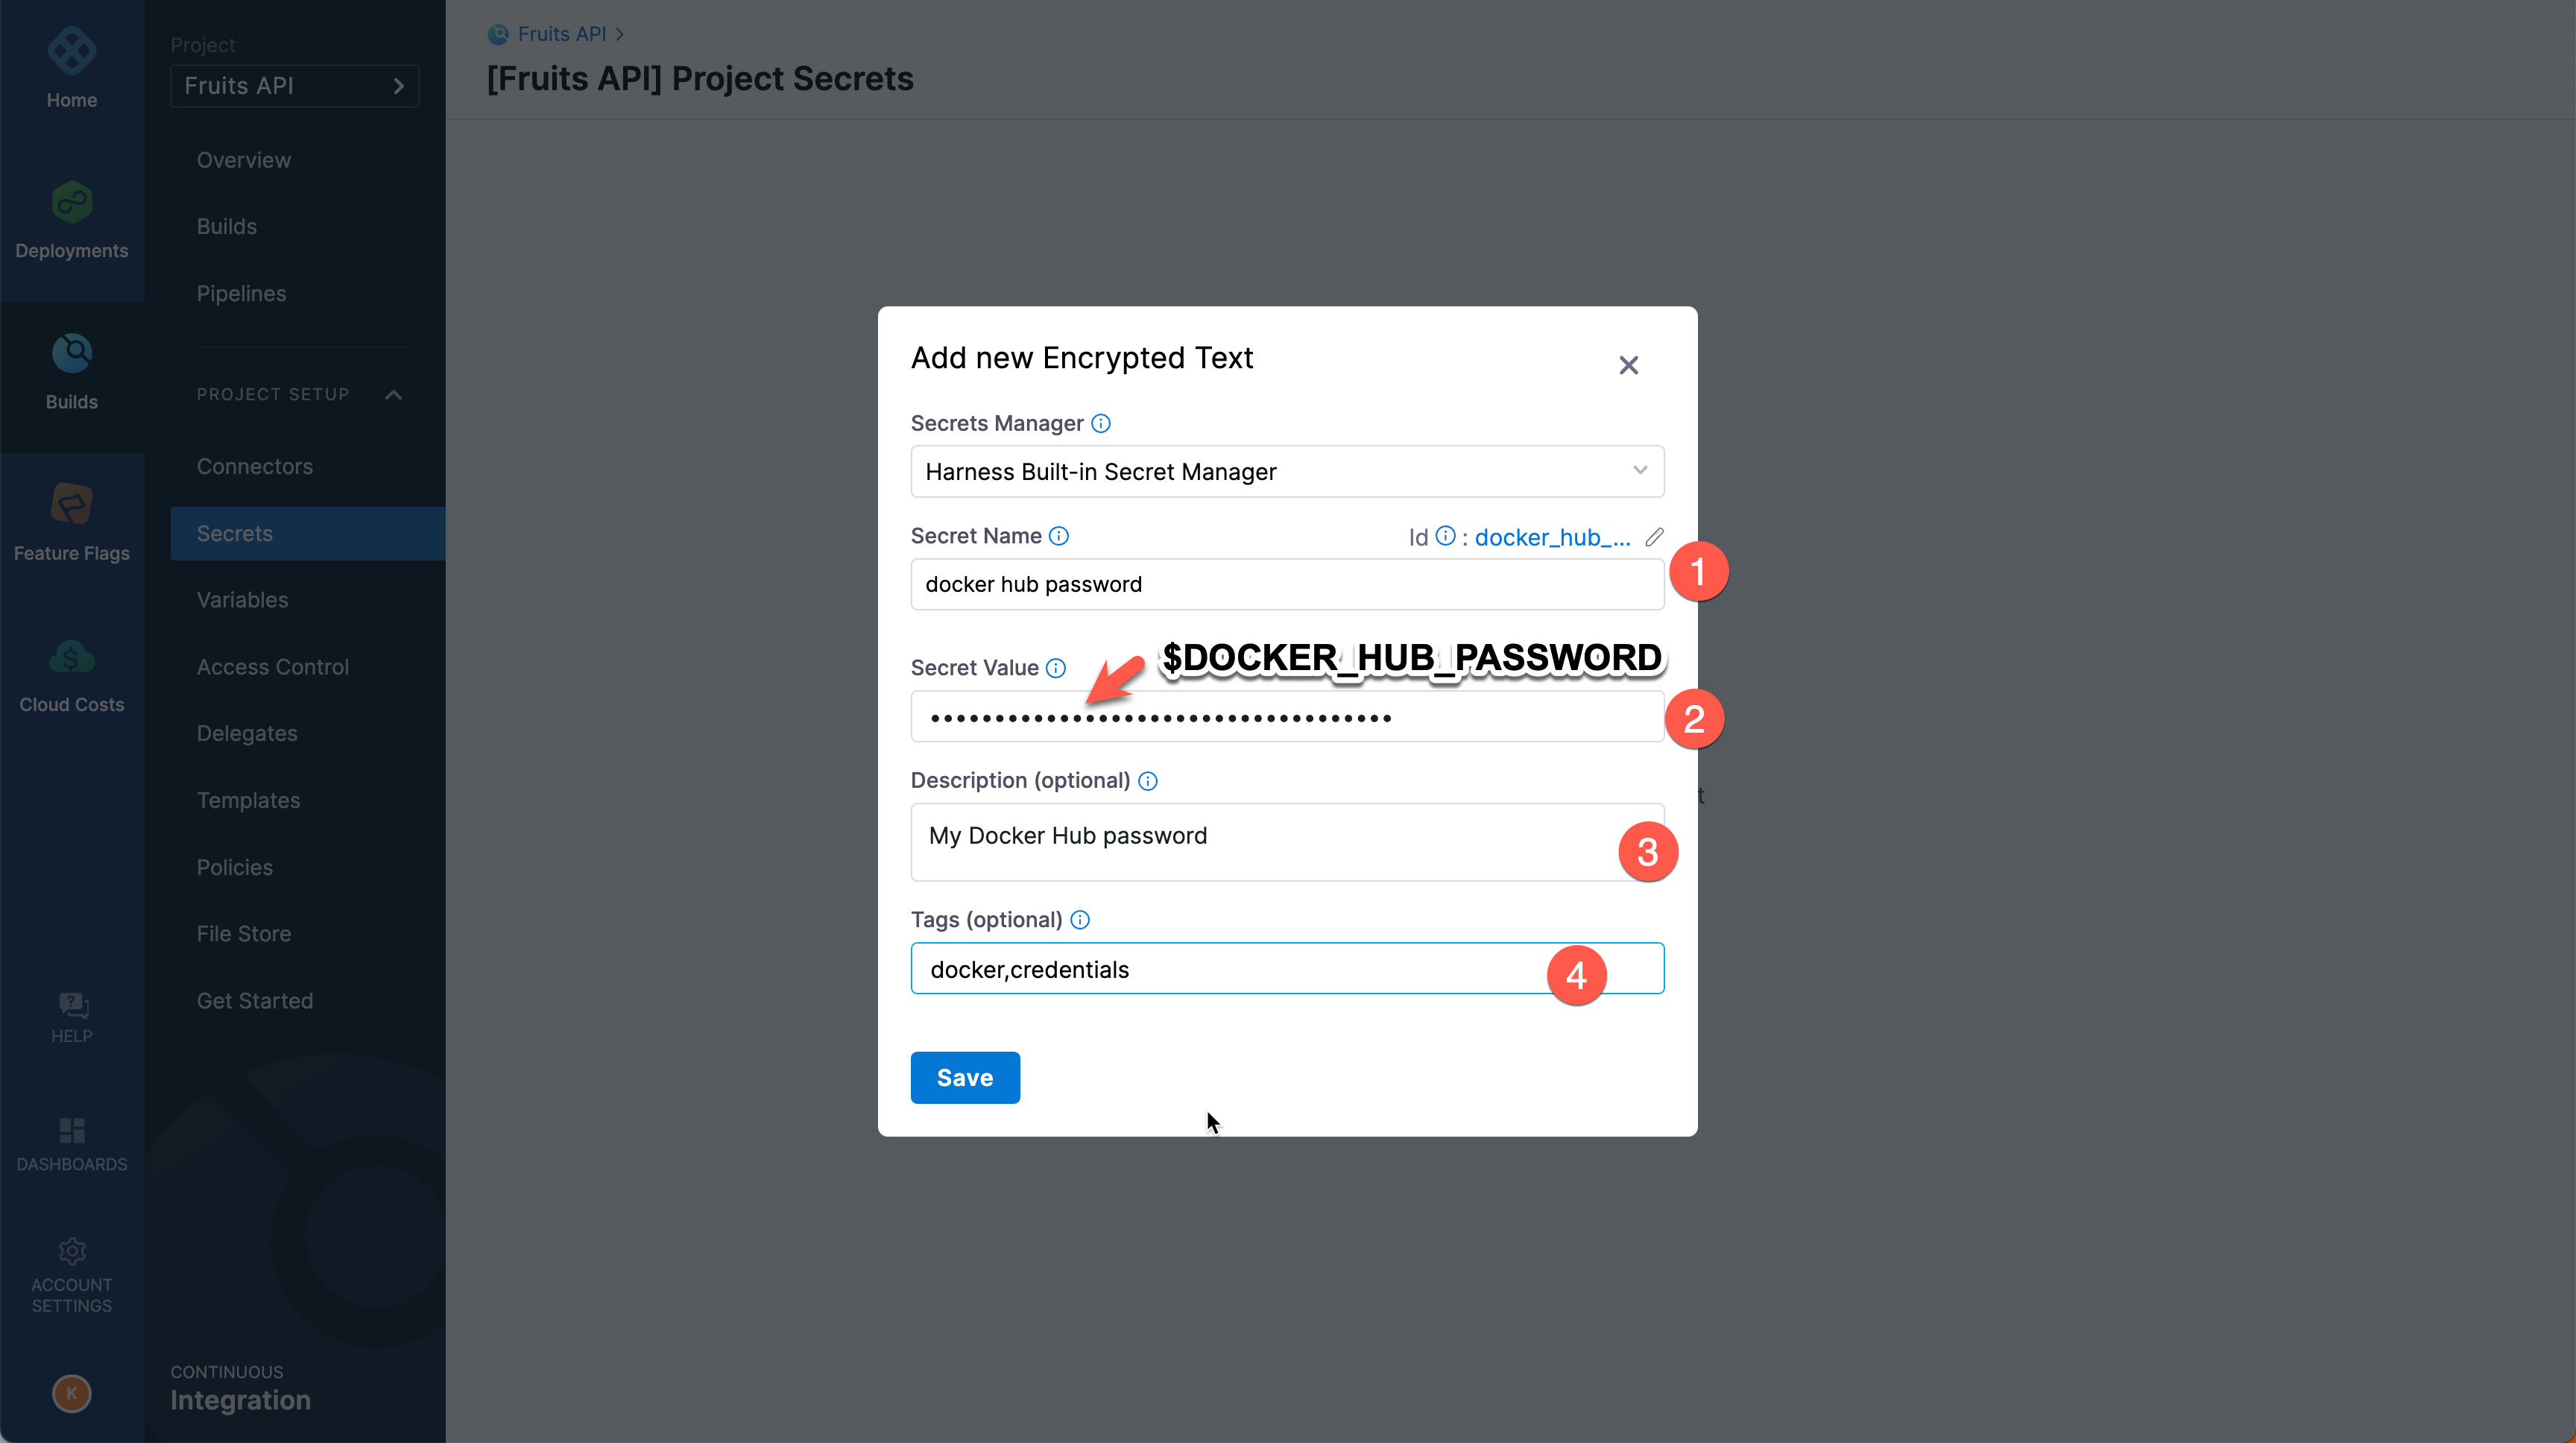 Home
Deployments
Builds
Feature Flags
Cloud Costs
HELP
DASHBOARDS
ACCOUNT
SETTINGS
K
Project
Fruits API
Overview
Builds
Pipelines
PROJECT SETUP
Connectors
Secrets
Variables
Access Control
Delegates
Templates
Policies
File Store
Get Started
CONTINUOUS
Integration
Fruits API
[Fruits API] Project Secrets
Add new Encrypted Text
Secrets Manager
Harness Built-in Secret Manager
Secret Name Id : docker_hub_...
docker hub password
1
$DOCKER_HUB_PASSWORD
Secret Value
••••••••••••••••••••••••••••••••••••
2
Description (optional)
t
My Docker Hub password
3
Tags (optional)
docker,credentials
4
Save